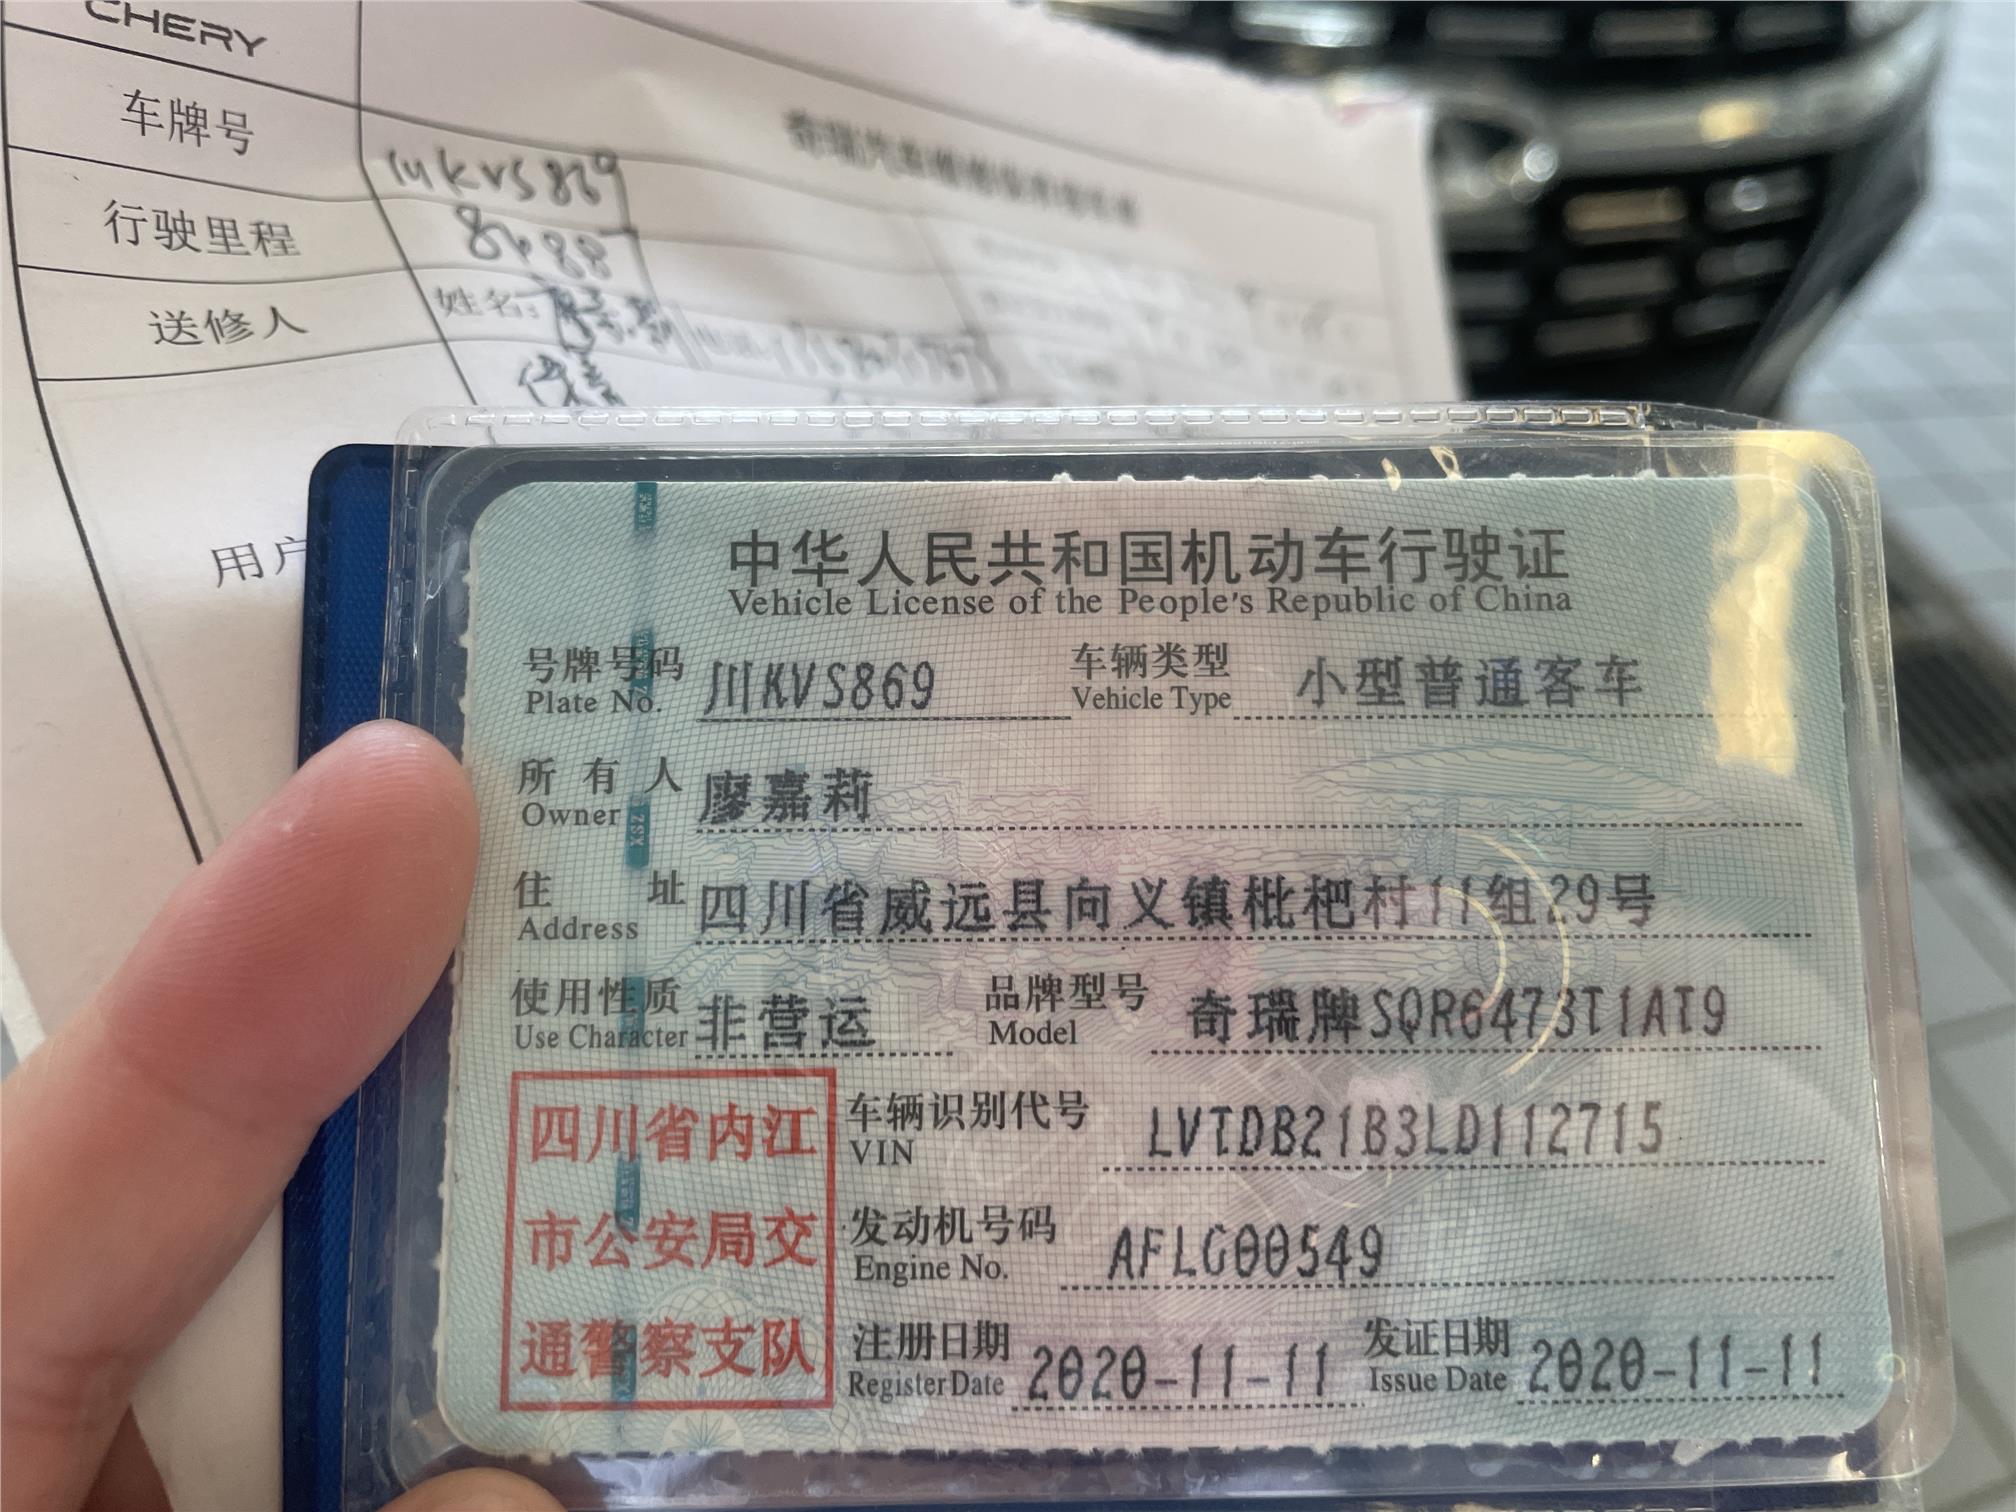 CHERY
车牌号
川KVS869
行驶里程
送修人
姓名:
用户
中华人民共和国机动车行驶证
Vehicle License of the People's Republic of China
号牌号码 川KVS869 车辆类型 小型普通客车
Plate No. Vehicle Type
所有人 廖嘉莉
Owner
住址 四川省威远县向义镇枇杷村11组29号
Address
使用性质 非营运 品牌型号 奇瑞牌SQR6473T1AT9
Use Character Model
四川省内江
市公安局交
通警察支队
车辆识别代号 LVTDB21B3LD112715
VIN
发动机号码 AFLG00549
Engine No.
注册日期 2020-11-11 发证日期 2020-11-11
Register Date Issue Date